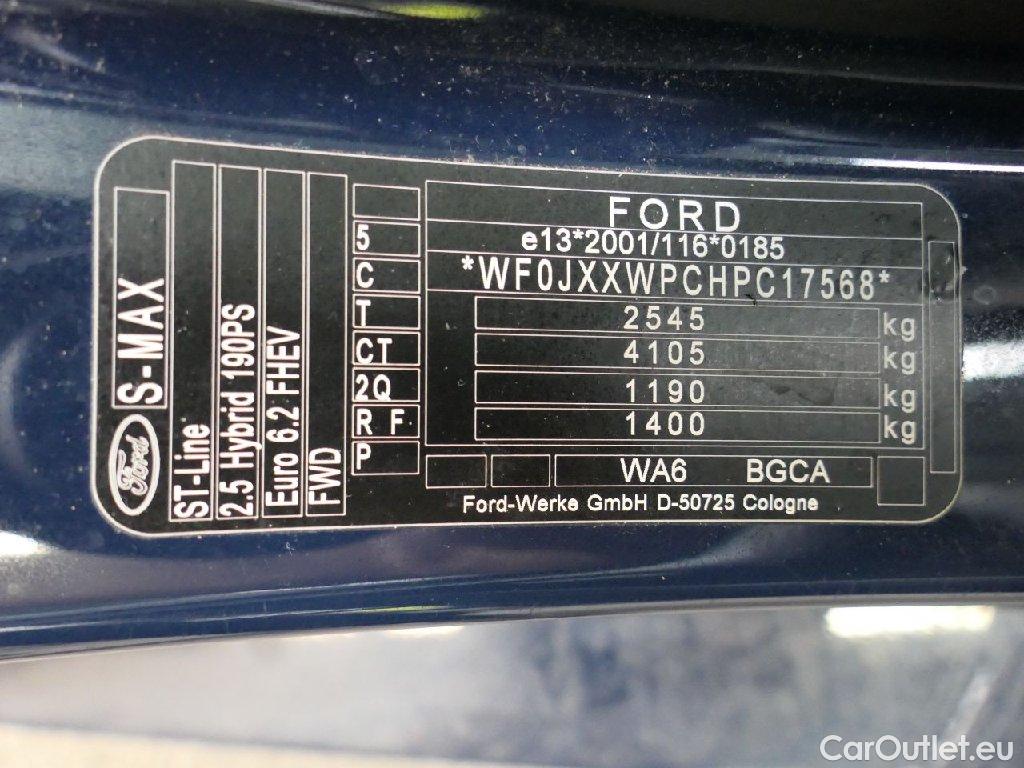 Ford
S-MAX
ST-Line
2.5 Hybrid 190PS
Euro 6.2 FHEV
FWD
5
C
T
CT
2Q
R F
P
FORD
e13*2001/116*0185
*WF0JXXWPCHPC17568*
2545 kg
4105 kg
1190 kg
1400 kg
WA6 BGCA
Ford-Werke GmbH D-50725 Cologne
CarOutlet.eu